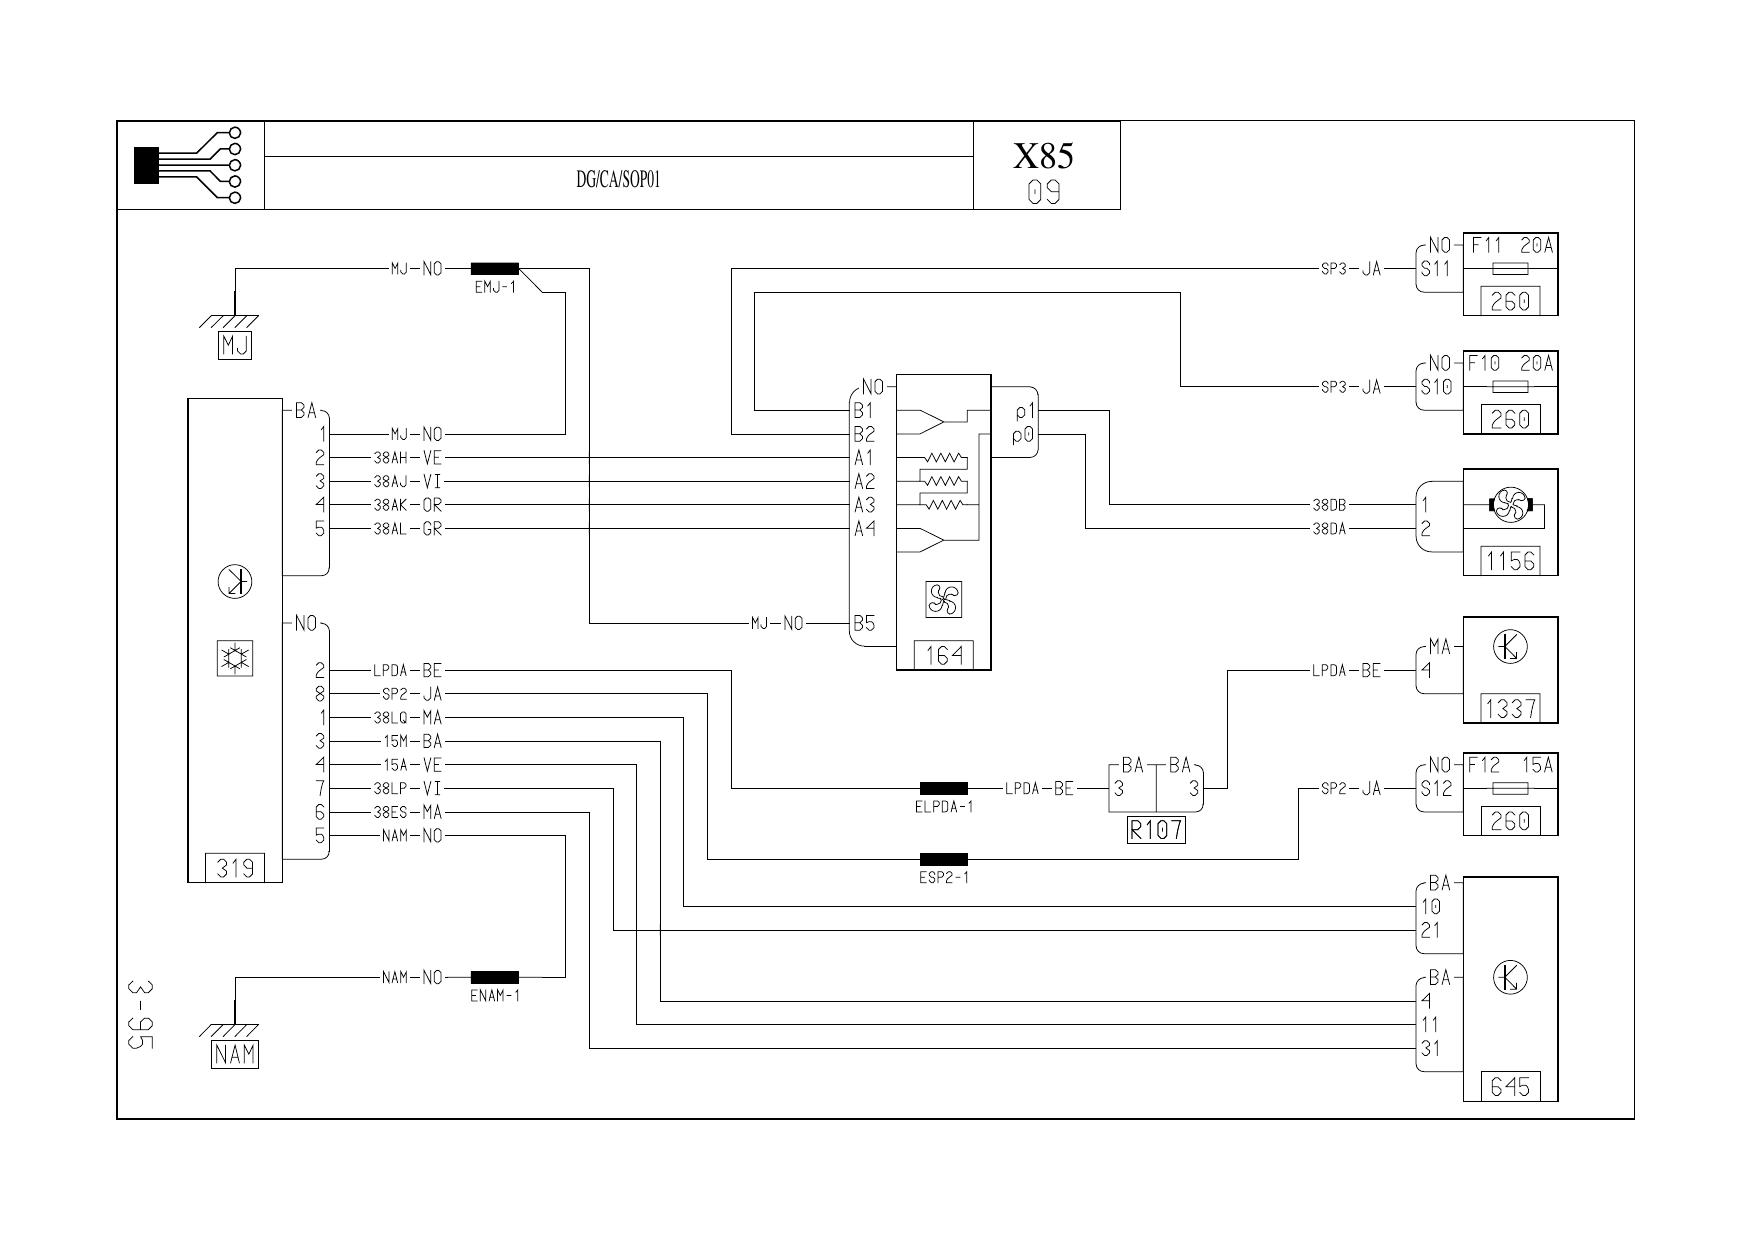 X85
09
DG/CA/SOP01
MJ-NO
EMJ-1
MJ
SP3-JA
NO
S11
F11 20A
260
SP3-JA
NO
S10
F10 20A
260
BA
1 MJ-NO
2 38AH-VE
3 38AJ-VI
4 38AK-OR
5 38AL-GR
NO
B1
B2
A1
A2
A3
A4
B5
p1
p0
164
MJ-NO
38DB
38DA
1
2
1156
NO
2 LPDA-BE
8 SP2-JA
1 38LQ-MA
3 15M-BA
4 15A-VE
7 38LP-VI
6 38ES-MA
5 NAM-NO
319
LPDA-BE
MA
4
1337
ELPDA-1
LPDA-BE
BA BA
3 3
R107
SP2-JA
NO
S12
F12 15A
260
ESP2-1
BA
10
21
BA
4
11
31
645
NAM-NO
ENAM-1
NAM
3-95